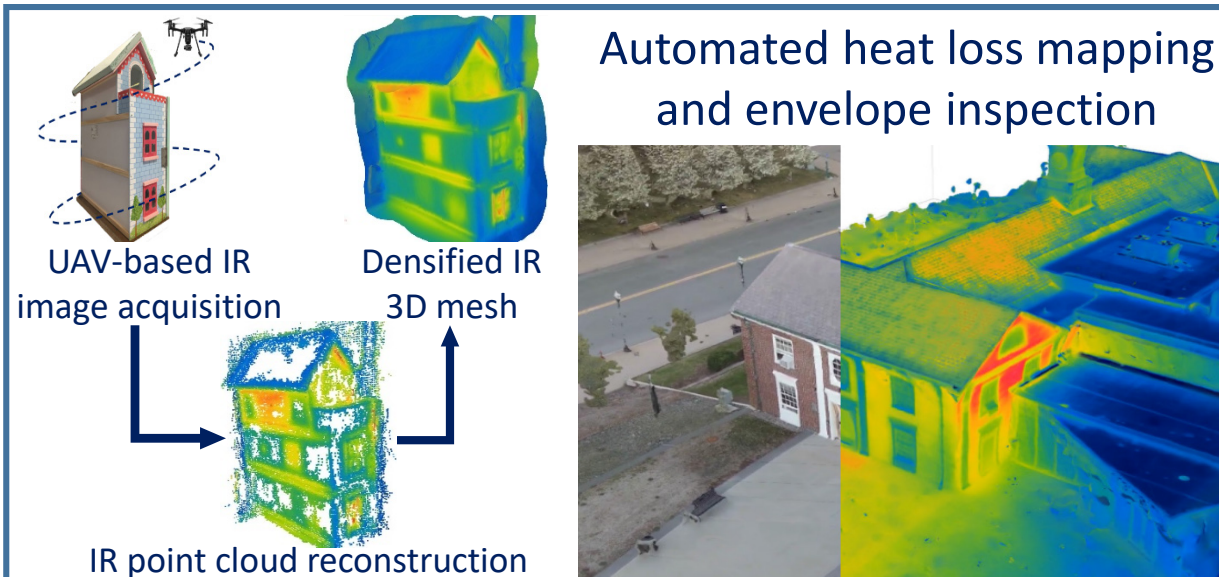 Automated heat loss mapping
and envelope inspection
UAV-based IR
image acquisition
Densified IR
3D mesh
IR point cloud reconstruction